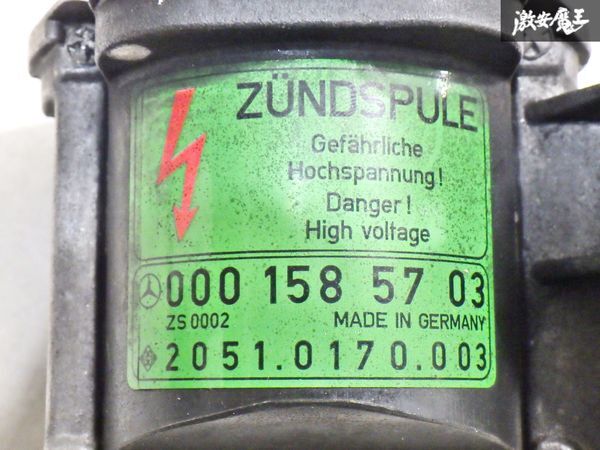 激安魔王
ZÜNDSPULE
Gefährliche
Hochspannung!
Danger!
High voltage
000 158 57 03
ZS 0002 MADE IN GERMANY
2051.0170.003